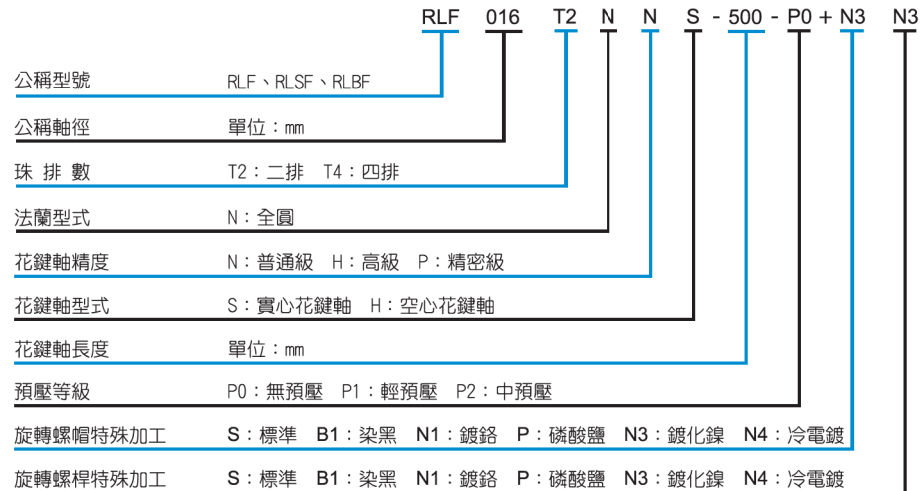 RLF 016 T2 N N S - 500 - P0 + N3 N3
公稱型號 RLF、RLSF、RLBF
公稱軸徑 單位：mm
珠 排 數 T2：二排 T4：四排
法蘭型式 N：全圓
花鍵軸精度 N：普通級 H：高級 P：精密級
花鍵軸型式 S：實心花鍵軸 H：空心花鍵軸
花鍵軸長度 單位：mm
預壓等級 P0：無預壓 P1：輕預壓 P2：中預壓
旋轉螺帽特殊加工 S：標準 B1：染黑 N1：鍍鉻 P：磷酸鹽 N3：鍍化鎳 N4：冷電鍍
旋轉螺桿特殊加工 S：標準 B1：染黑 N1：鍍鉻 P：磷酸鹽 N3：鍍化鎳 N4：冷電鍍